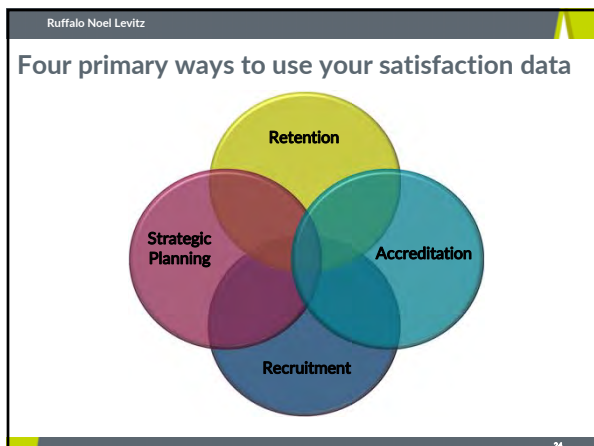 Ruffalo Noel Levitz
Four primary ways to use your satisfaction data
Retention
Strategic
Planning
Accreditation
Recruitment